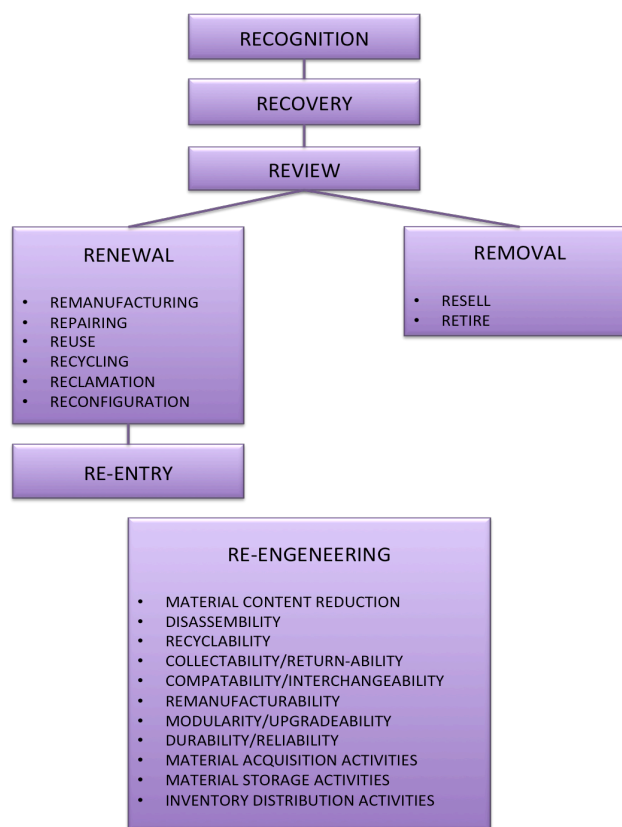 RECOGNITION
RECOVERY
REVIEW
RENEWAL
• REMANUFACTURING
• REPAIRING
• REUSE
• RECYCLING
• RECLAMATION
• RECONFIGURATION
REMOVAL
• RESELL
• RETIRE
RE-ENTRY
RE-ENGENEERING
• MATERIAL CONTENT REDUCTION
• DISASSEMBILITY
• RECYCLABILITY
• COLLECTABILITY/RETURN-ABILITY
• COMPATABILITY/INTERCHANGEABILITY
• REMANUFACTURABILITY
• MODULARITY/UPGRADEABILITY
• DURABILITY/RELIABILITY
• MATERIAL ACQUISITION ACTIVITIES
• MATERIAL STORAGE ACTIVITIES
• INVENTORY DISTRIBUTION ACTIVITIES